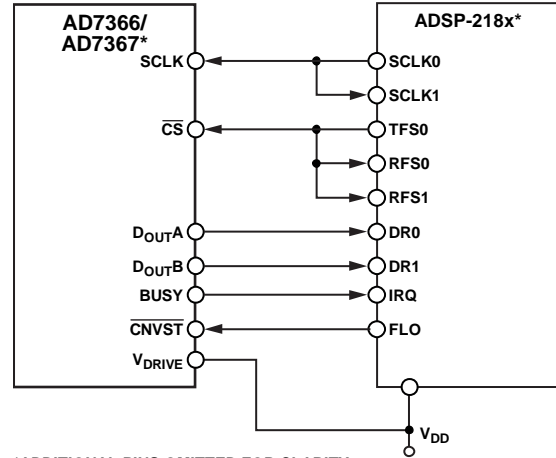 AD7366/
AD7367*
ADSP-218x*
SCLK
SCLK0
SCLK1
CS
TFS0
RFS0
RFS1
DOUTA
DR0
DOUTB
DR1
BUSY
IRQ
CNVST
FLO
VDRIVE
VDD